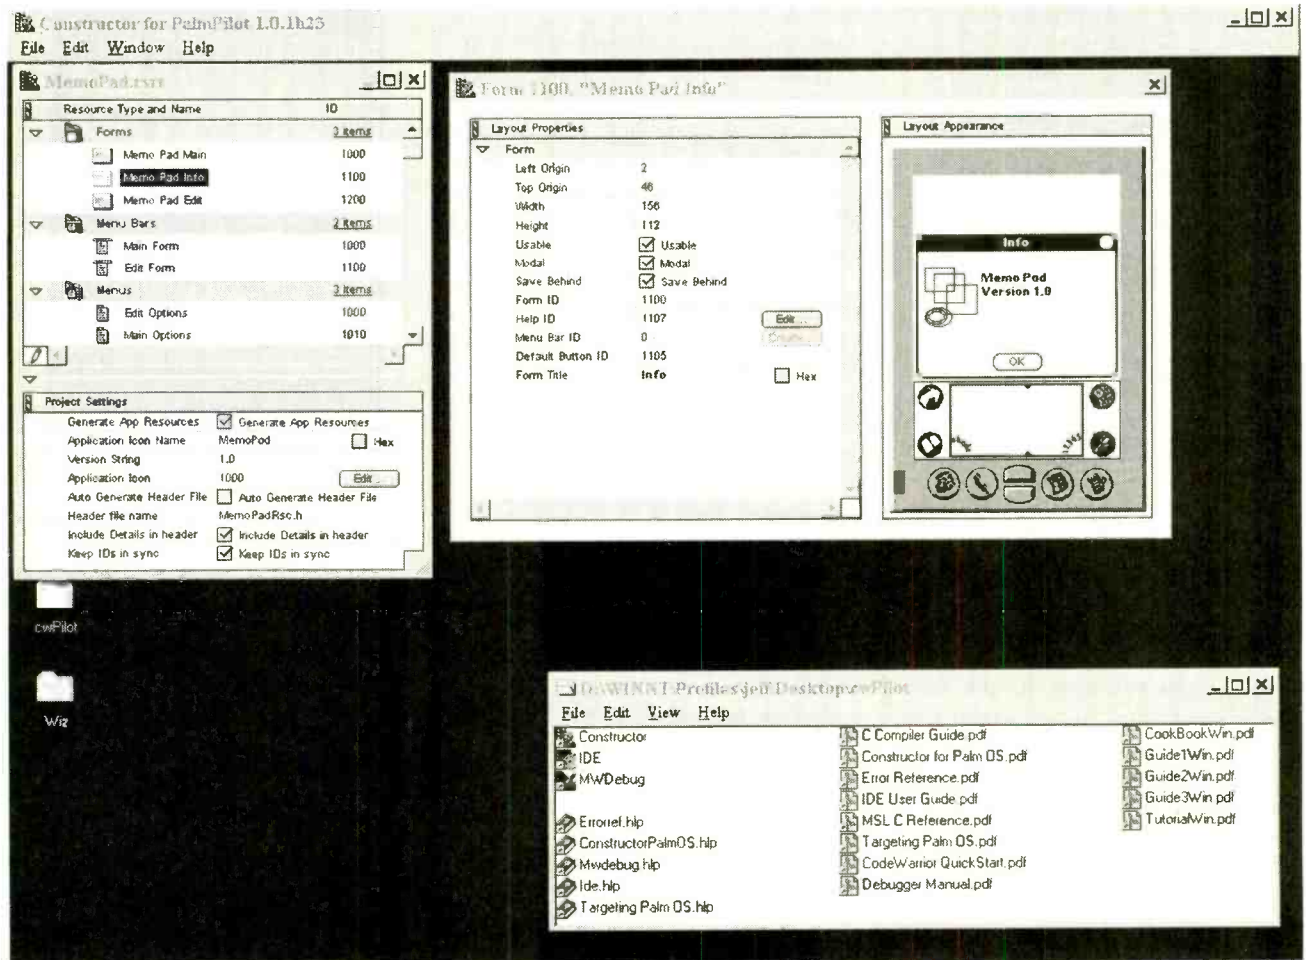 Constructor for PalmPilot 1.0.1h23
File Edit Window Help
MemoPad.rsrc
Resource Type and Name ID
Forms 3 items
Memo Pad Main 1000
Memo Pad Info 1100
Memo Pad Edit 1200
Menu Bars 2 items
Main Form 1000
Edit Form 1100
Menus 3 items
Edit Options 1000
Main Options 1010
Project Settings
Generate App Resources Generate App Resources
Application Icon Name MemoPad Hex
Version String 1.0
Application Icon 1000 Edit...
Auto Generate Header File Auto Generate Header File
Header file name MemoPadRsc.h
Include Details in header Include Details in header
Keep IDs in sync Keep IDs in sync
Form 1100, "Memo Pad Info"
Layout Properties
Form
Left Origin 2
Top Origin 46
Width 156
Height 112
Usable Usable
Modal Modal
Save Behind Save Behind
Form ID 1100
Help ID 1107 Edit...
Menu Bar ID 0 Create...
Default Button ID 1105
Form Title Info Hex
Layout Appearance
Info
Memo Pad
Version 1.0
OK
cwPilot
Wiz
D:\WINNT\Profiles\jeff\Desktop\cwPilot
File Edit View Help
Constructor
IDE
MWDebug
Errorref.hlp
ConstructorPalmOS.hlp
Mwdebug.hlp
Ide.hlp
Targeting Palm OS.hlp
C Compiler Guide.pdf
Constructor for Palm OS.pdf
Error Reference.pdf
IDE User Guide.pdf
MSL C Reference.pdf
Targeting Palm OS.pdf
CodeWarrior QuickStart.pdf
Debugger Manual.pdf
CookBookWin.pdf
Guide1Win.pdf
Guide2Win.pdf
Guide3Win.pdf
TutorialWin.pdf